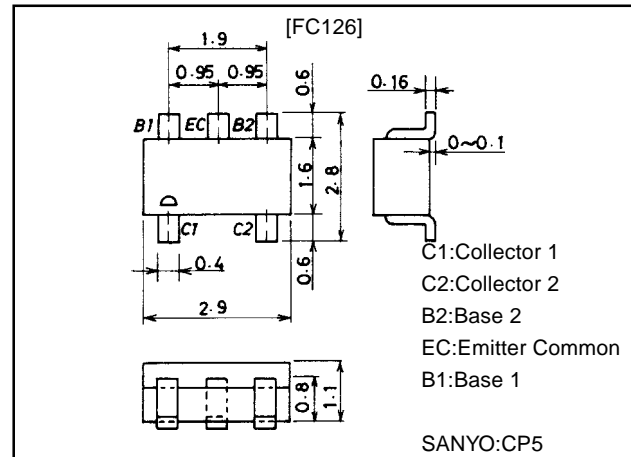 [FC126]
1.9
0.95 0.95
0.6
0.16
B1 EC B2
0~0.1
1.6
2.8
C1 C2
0.6
0.4
2.9
C1:Collector 1
C2:Collector 2
B2:Base 2
EC:Emitter Common
B1:Base 1
0.8
1.1
SANYO:CP5